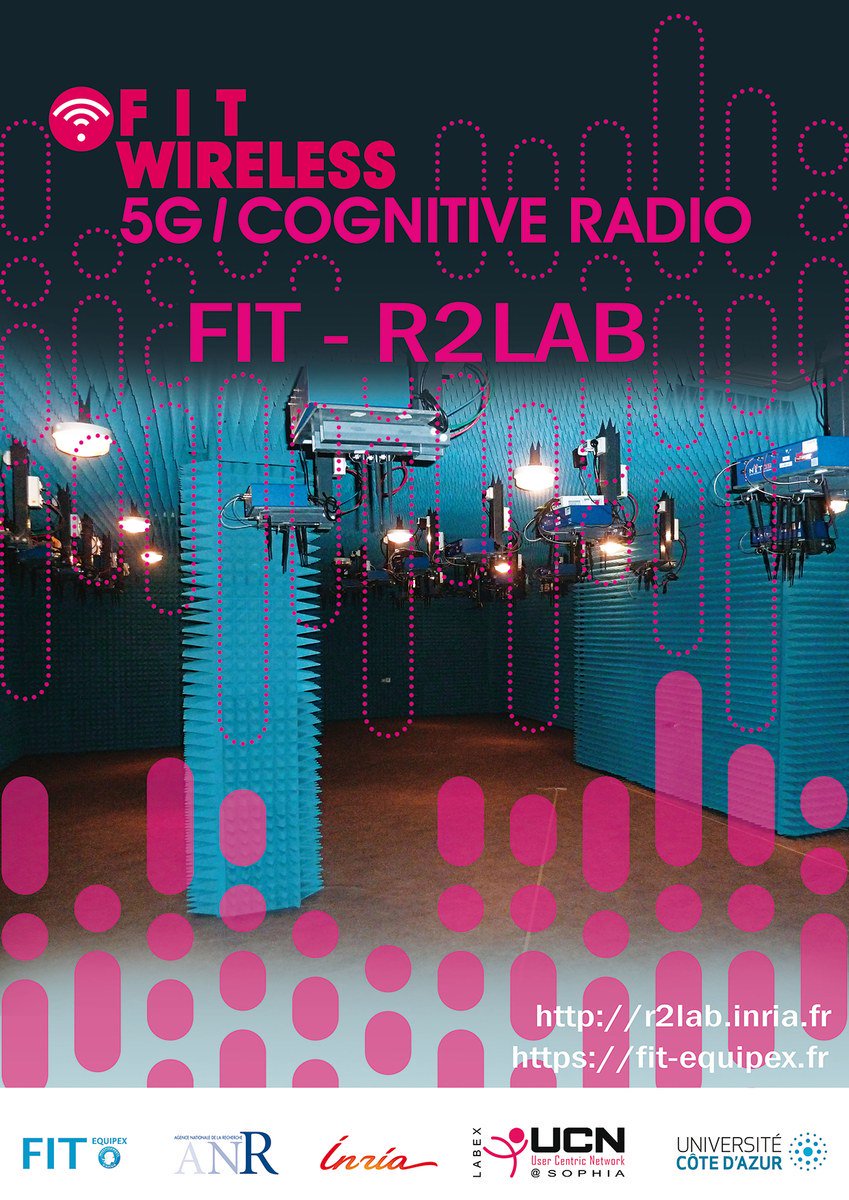 FIT
WIRELESS
5G / COGNITIVE RADIO
FIT - R2LAB
http://r2lab.inria.fr
https://fit-equipex.fr
FIT EQUIPEX
AGENCE NATIONALE DE LA RECHERCHE
ANR
Inria
LABEX
UCN
User Centric Network
@ SOPHIA
UNIVERSITÉ
CÔTE D'AZUR